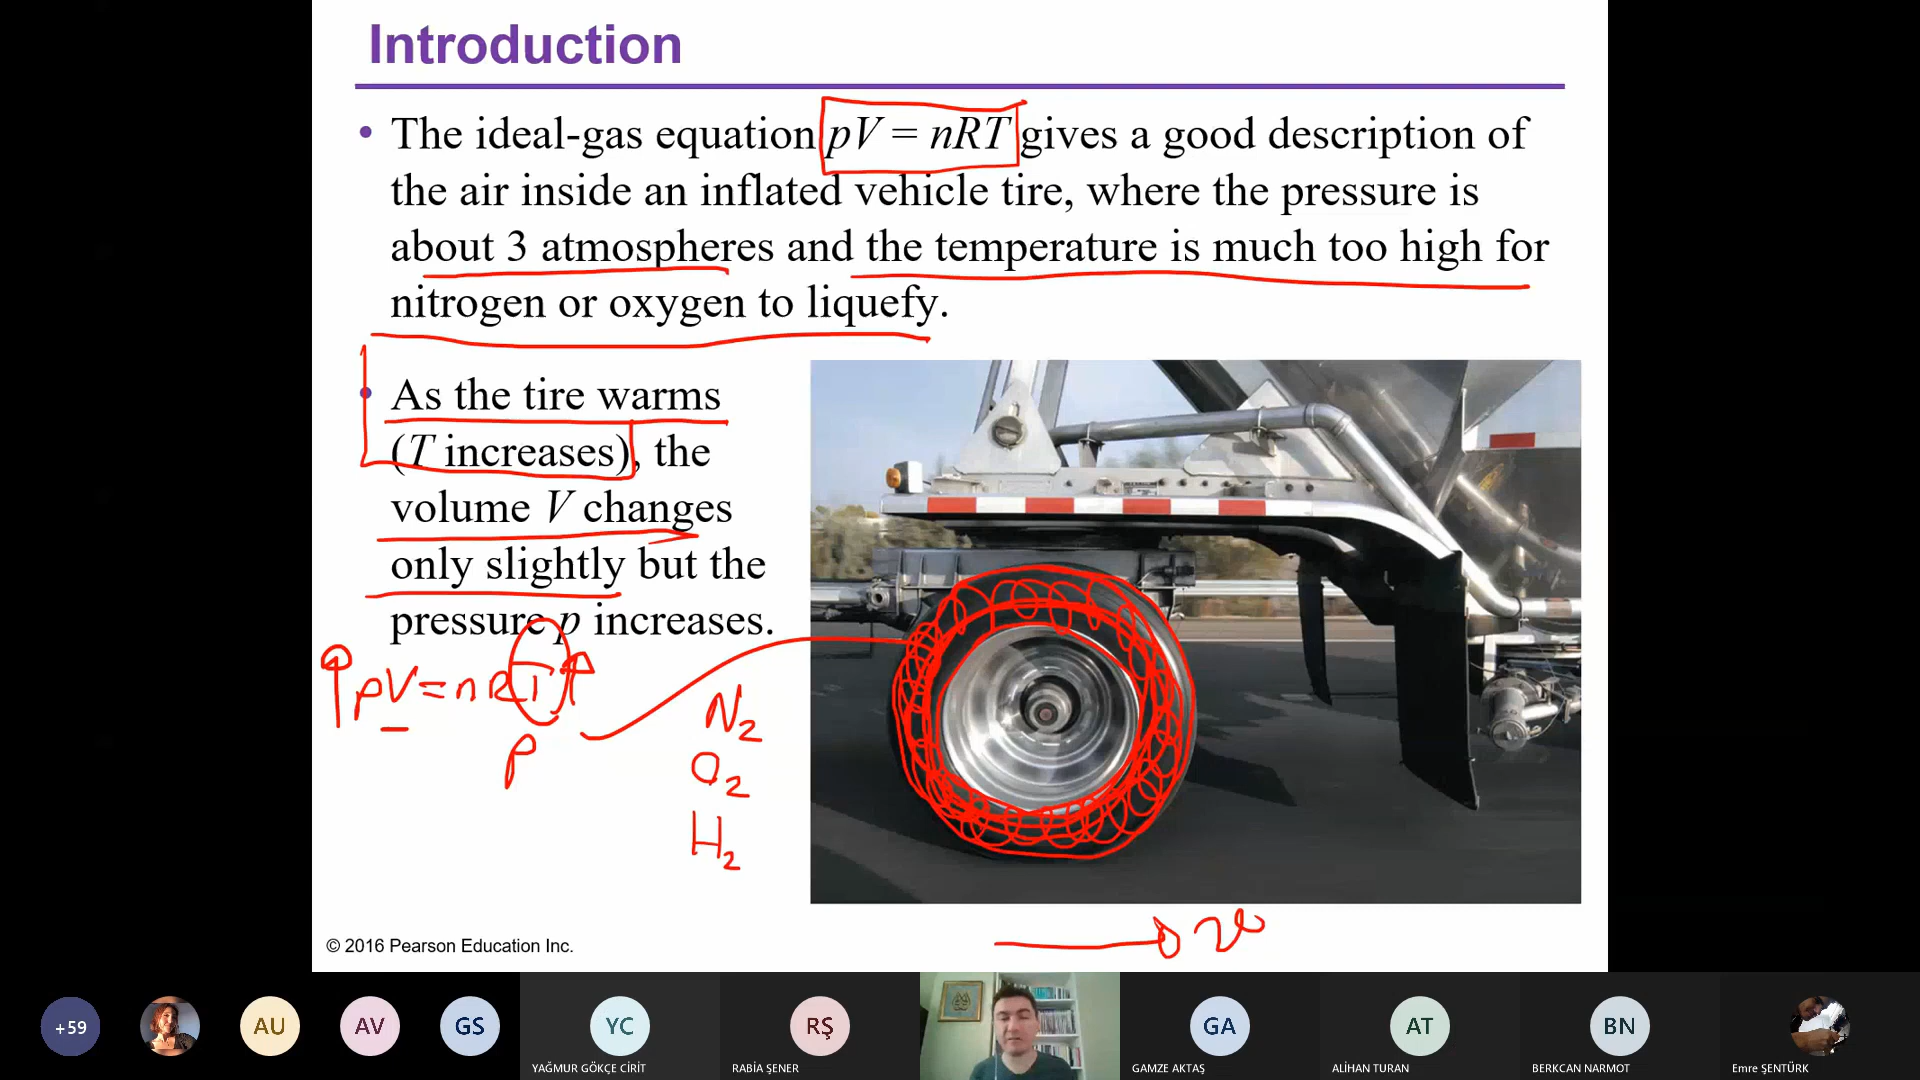 Introduction
• The ideal-gas equation pV = nRT gives a good description of
the air inside an inflated vehicle tire, where the pressure is
about 3 atmospheres and the temperature is much too high for
nitrogen or oxygen to liquefy.
• As the tire warms
(T increases), the
volume V changes
only slightly but the
pressure p increases.
pV = nRT
P
N2
O2
H2
© 2016 Pearson Education Inc.
+59
AU
AV
GS
YC
RŞ
GA
AT
BN
YAĞMUR GÖKÇE CİRİT
RABİA ŞENER
GAMZE AKTAŞ
ALİHAN TURAN
BERKCAN NARMOT
Emre ŞENTÜRK